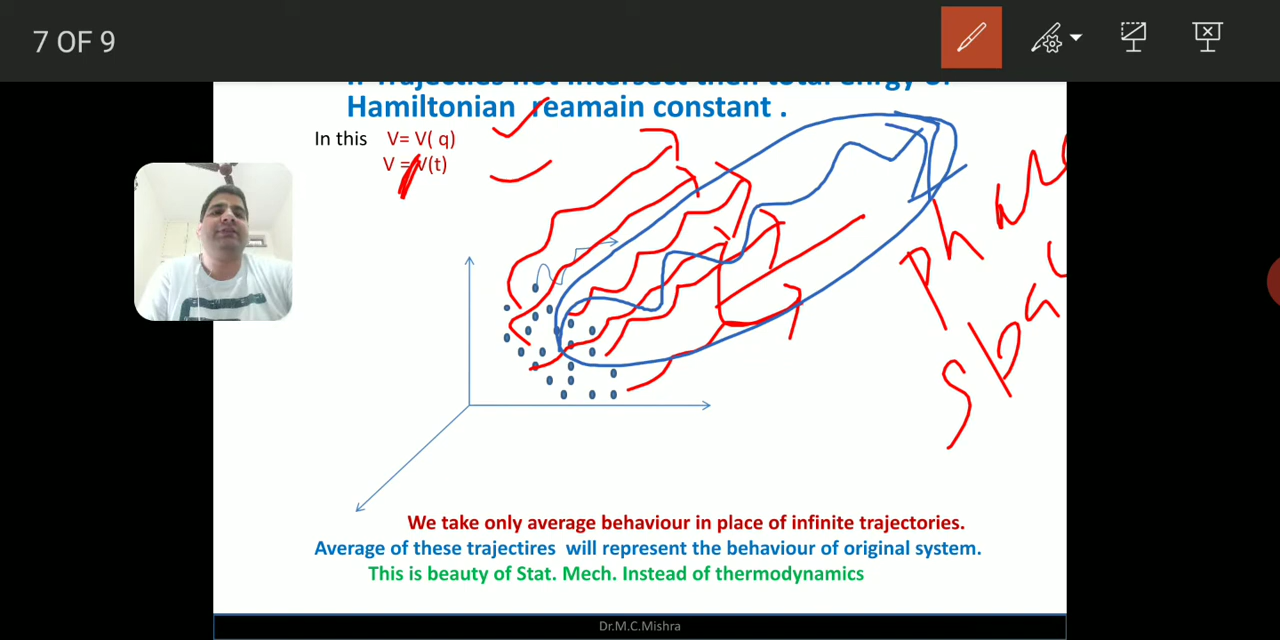 7 OF 9
Hamiltonian reamain constant .
In this V= V( q)
V = V(t)
phase
space
We take only average behaviour in place of infinite trajectories.
Average of these trajectires will represent the behaviour of original system.
This is beauty of Stat. Mech. Instead of thermodynamics
Dr.M.C.Mishra